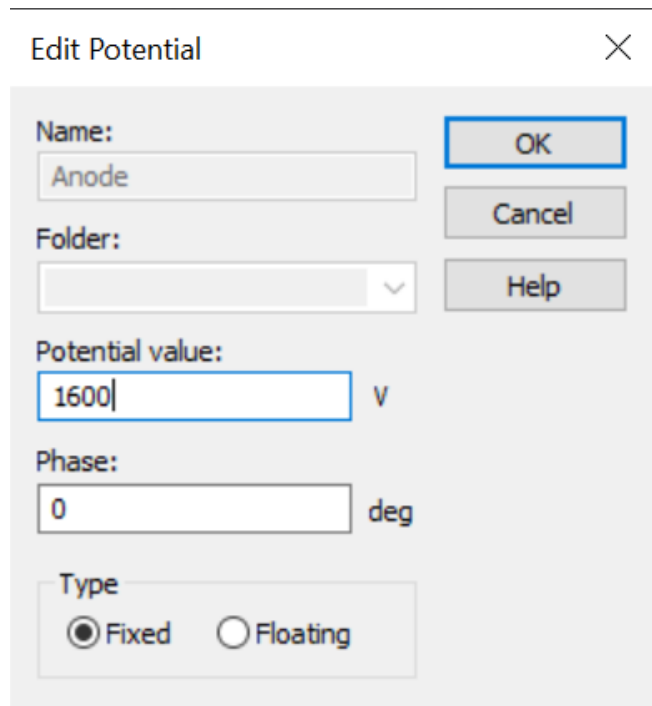 Edit Potential
Name:
Anode
Folder:
Potential value:
1600 V
Phase:
0 deg
Type
Fixed Floating
OK
Cancel
Help